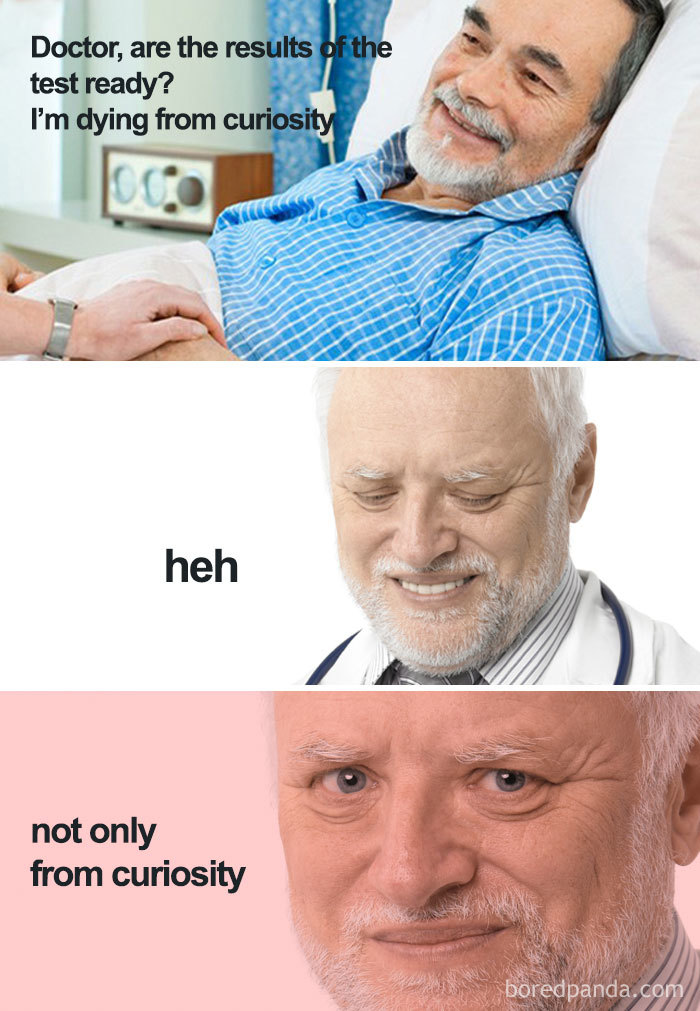 Doctor, are the results of the
test ready?
I'm dying from curiosity
heh
not only
from curiosity
boredpanda.com